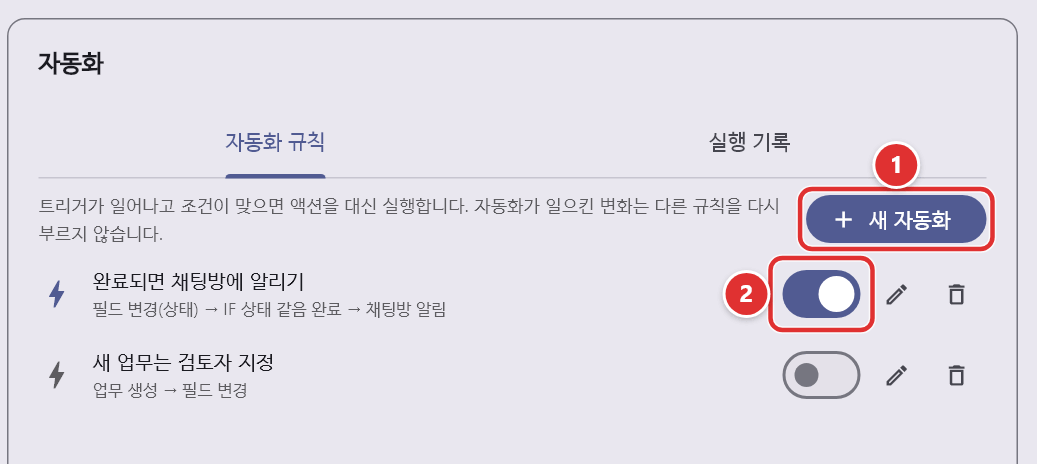 자동화
자동화 규칙
실행 기록
1
트리거가 일어나고 조건이 맞으면 액션을 대신 실행합니다. 자동화가 일으킨 변화는 다른 규칙을 다시
부르지 않습니다.
+ 새 자동화
완료되면 채팅방에 알리기
필드 변경(상태) → IF 상태 같음 완료 → 채팅방 알림
2
새 업무는 검토자 지정
업무 생성 → 필드 변경